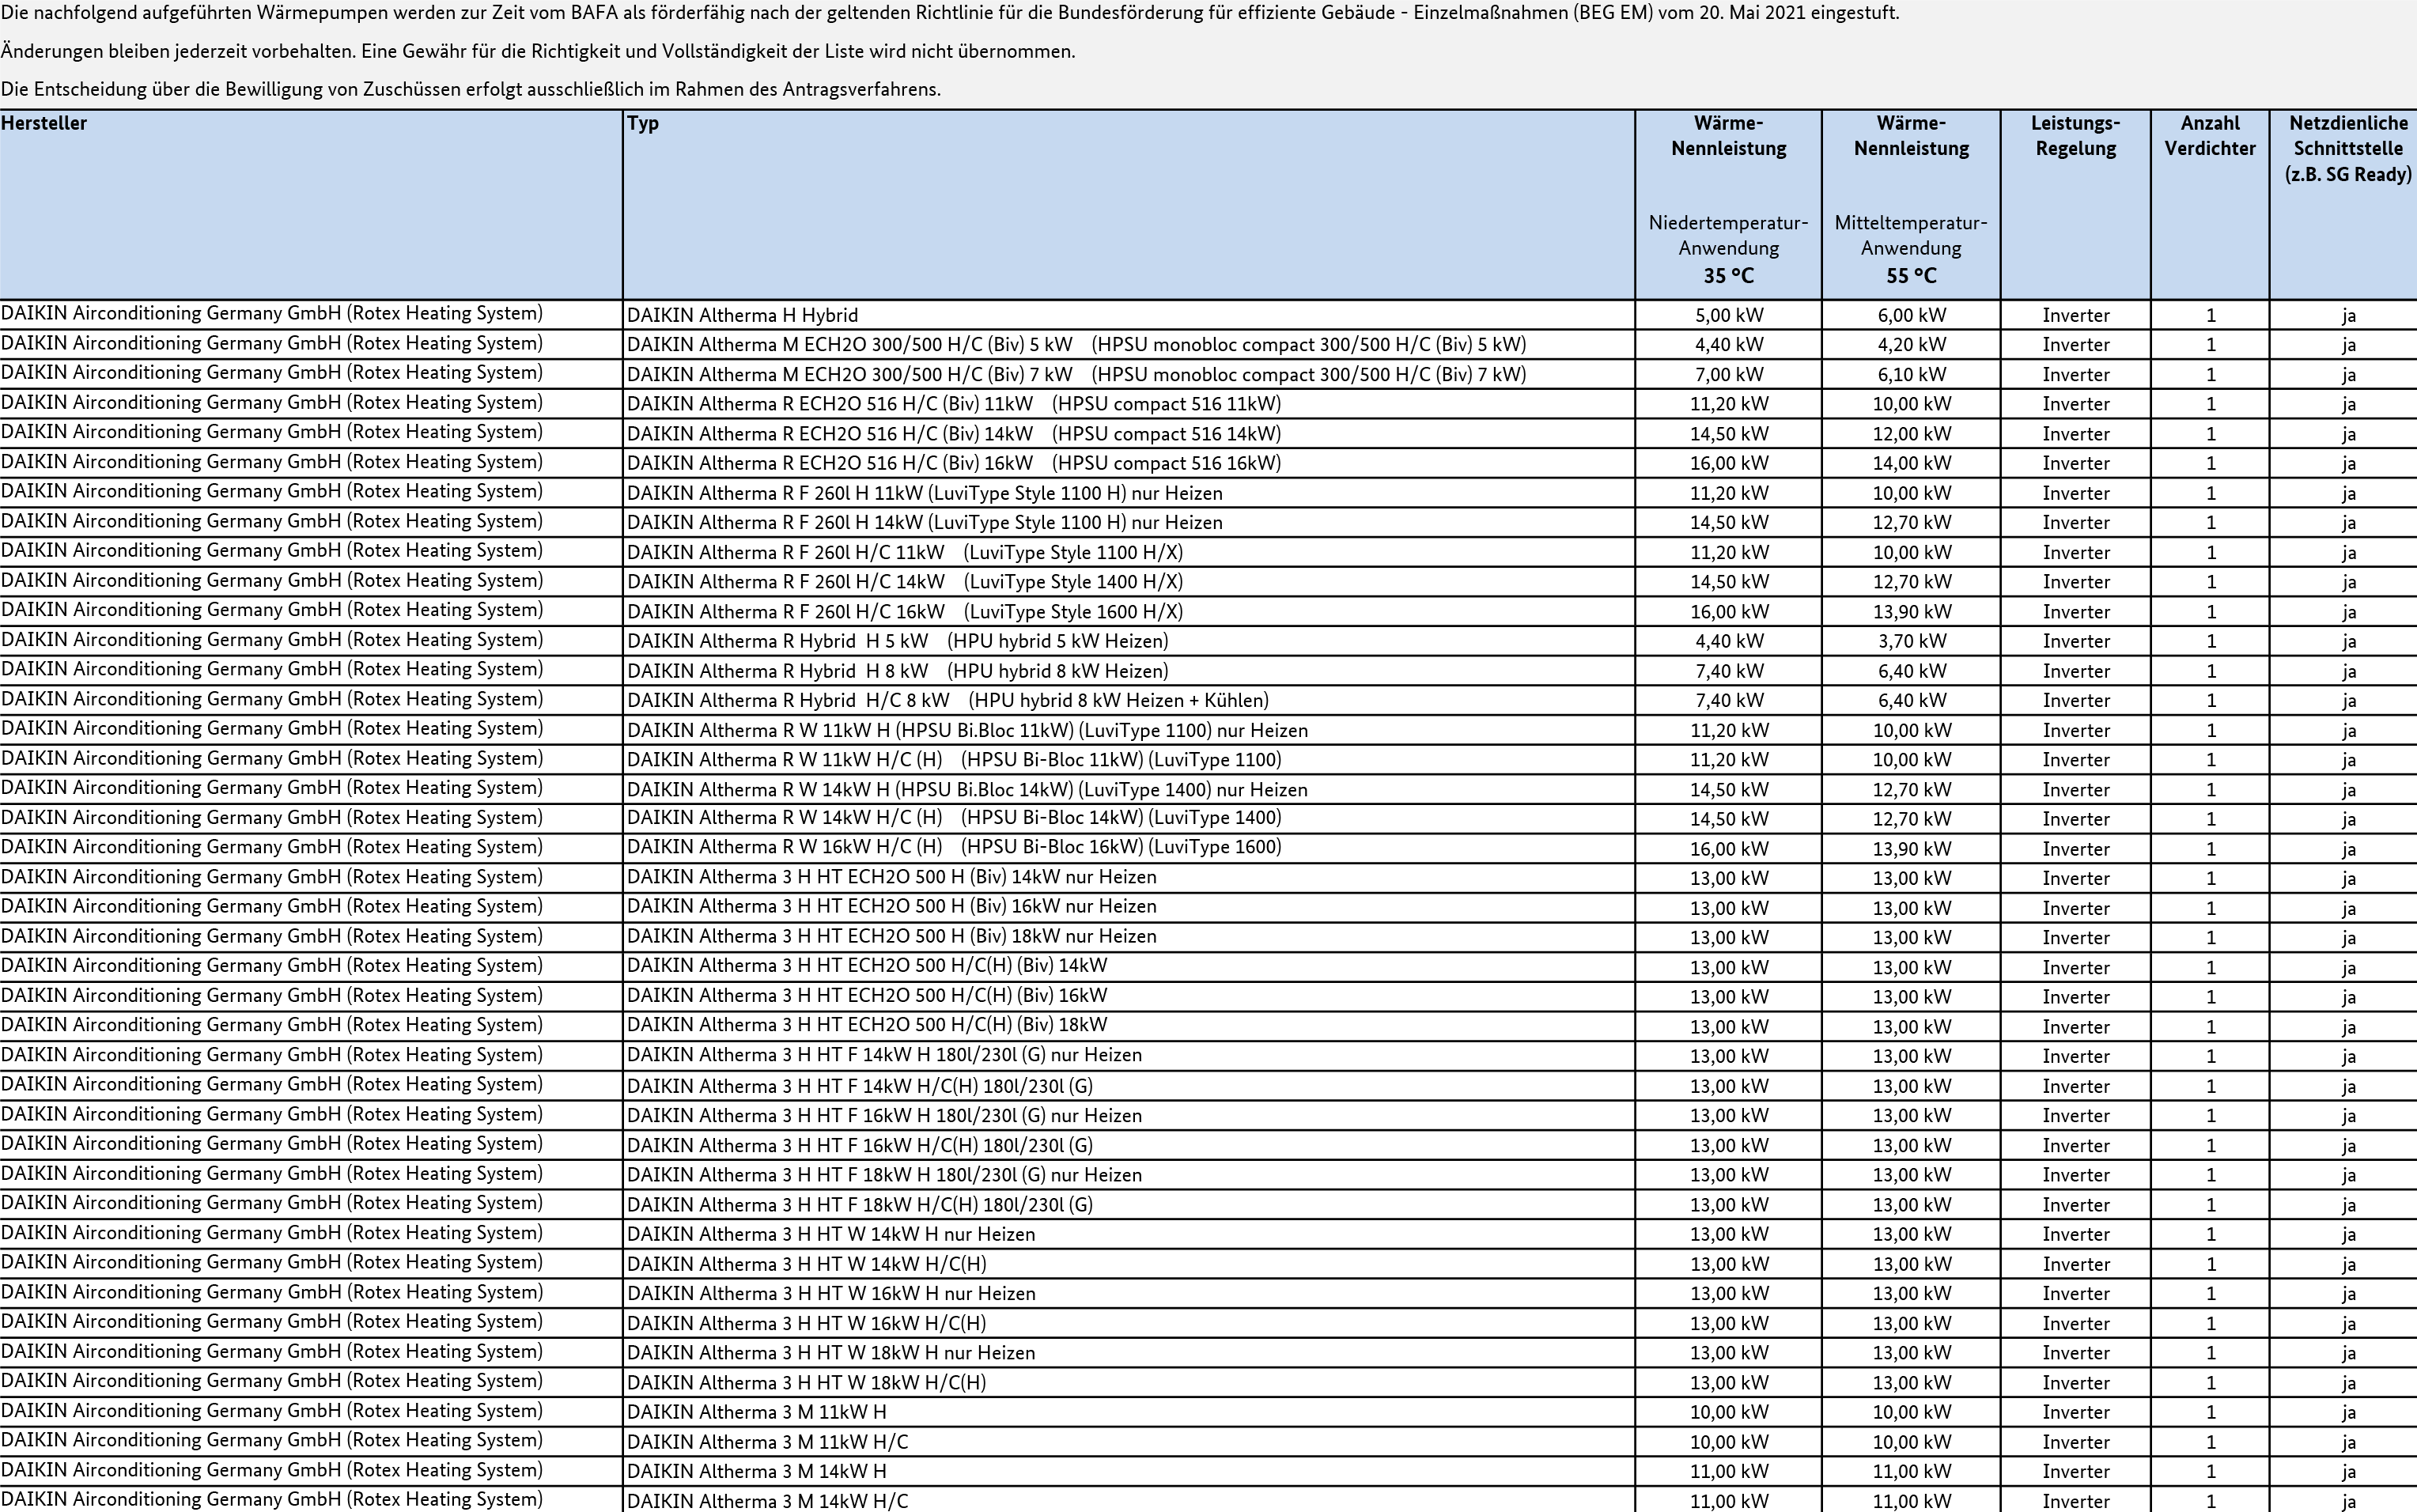 Die nachfolgend aufgeführten Wärmepumpen werden zur Zeit vom BAFA als förderfähig nach der geltenden Richtlinie für die Bundesförderung für effiziente Gebäude - Einzelmaßnahmen (BEG EM) vom 20. Mai 2021 eingestuft.
Änderungen bleiben jederzeit vorbehalten. Eine Gewähr für die Richtigkeit und Vollständigkeit der Liste wird nicht übernommen.
Die Entscheidung über die Bewilligung von Zuschüssen erfolgt ausschließlich im Rahmen des Antragsverfahrens.
Hersteller Typ Wärme- Wärme- Leistungs- Anzahl Netzdienliche
Nennleistung Nennleistung Regelung Verdichter Schnittstelle
(z.B. SG Ready)
Niedertemperatur- Mitteltemperatur-
Anwendung Anwendung
35 °C 55 °C
DAIKIN Airconditioning Germany GmbH (Rotex Heating System) DAIKIN Altherma H Hybrid 5,00 kW 6,00 kW Inverter 1 ja
DAIKIN Airconditioning Germany GmbH (Rotex Heating System) DAIKIN Altherma M ECH2O 300/500 H/C (Biv) 5 kW (HPSU monobloc compact 300/500 H/C (Biv) 5 kW) 4,40 kW 4,20 kW Inverter 1 ja
DAIKIN Airconditioning Germany GmbH (Rotex Heating System) DAIKIN Altherma M ECH2O 300/500 H/C (Biv) 7 kW (HPSU monobloc compact 300/500 H/C (Biv) 7 kW) 7,00 kW 6,10 kW Inverter 1 ja
DAIKIN Airconditioning Germany GmbH (Rotex Heating System) DAIKIN Altherma R ECH2O 516 H/C (Biv) 11kW (HPSU compact 516 11kW) 11,20 kW 10,00 kW Inverter 1 ja
DAIKIN Airconditioning Germany GmbH (Rotex Heating System) DAIKIN Altherma R ECH2O 516 H/C (Biv) 14kW (HPSU compact 516 14kW) 14,50 kW 12,00 kW Inverter 1 ja
DAIKIN Airconditioning Germany GmbH (Rotex Heating System) DAIKIN Altherma R ECH2O 516 H/C (Biv) 16kW (HPSU compact 516 16kW) 16,00 kW 14,00 kW Inverter 1 ja
DAIKIN Airconditioning Germany GmbH (Rotex Heating System) DAIKIN Altherma R F 260l H 11kW (LuviType Style 1100 H) nur Heizen 11,20 kW 10,00 kW Inverter 1 ja
DAIKIN Airconditioning Germany GmbH (Rotex Heating System) DAIKIN Altherma R F 260l H 14kW (LuviType Style 1100 H) nur Heizen 14,50 kW 12,70 kW Inverter 1 ja
DAIKIN Airconditioning Germany GmbH (Rotex Heating System) DAIKIN Altherma R F 260l H/C 11kW (LuviType Style 1100 H/X) 11,20 kW 10,00 kW Inverter 1 ja
DAIKIN Airconditioning Germany GmbH (Rotex Heating System) DAIKIN Altherma R F 260l H/C 14kW (LuviType Style 1400 H/X) 14,50 kW 12,70 kW Inverter 1 ja
DAIKIN Airconditioning Germany GmbH (Rotex Heating System) DAIKIN Altherma R F 260l H/C 16kW (LuviType Style 1600 H/X) 16,00 kW 13,90 kW Inverter 1 ja
DAIKIN Airconditioning Germany GmbH (Rotex Heating System) DAIKIN Altherma R Hybrid H 5 kW (HPU hybrid 5 kW Heizen) 4,40 kW 3,70 kW Inverter 1 ja
DAIKIN Airconditioning Germany GmbH (Rotex Heating System) DAIKIN Altherma R Hybrid H 8 kW (HPU hybrid 8 kW Heizen) 7,40 kW 6,40 kW Inverter 1 ja
DAIKIN Airconditioning Germany GmbH (Rotex Heating System) DAIKIN Altherma R Hybrid H/C 8 kW (HPU hybrid 8 kW Heizen + Kühlen) 7,40 kW 6,40 kW Inverter 1 ja
DAIKIN Airconditioning Germany GmbH (Rotex Heating System) DAIKIN Altherma R W 11kW H (HPSU Bi.Bloc 11kW) (LuviType 1100) nur Heizen 11,20 kW 10,00 kW Inverter 1 ja
DAIKIN Airconditioning Germany GmbH (Rotex Heating System) DAIKIN Altherma R W 11kW H/C (H) (HPSU Bi-Bloc 11kW) (LuviType 1100) 11,20 kW 10,00 kW Inverter 1 ja
DAIKIN Airconditioning Germany GmbH (Rotex Heating System) DAIKIN Altherma R W 14kW H (HPSU Bi.Bloc 14kW) (LuviType 1400) nur Heizen 14,50 kW 12,70 kW Inverter 1 ja
DAIKIN Airconditioning Germany GmbH (Rotex Heating System) DAIKIN Altherma R W 14kW H/C (H) (HPSU Bi-Bloc 14kW) (LuviType 1400) 14,50 kW 12,70 kW Inverter 1 ja
DAIKIN Airconditioning Germany GmbH (Rotex Heating System) DAIKIN Altherma R W 16kW H/C (H) (HPSU Bi-Bloc 16kW) (LuviType 1600) 16,00 kW 13,90 kW Inverter 1 ja
DAIKIN Airconditioning Germany GmbH (Rotex Heating System) DAIKIN Altherma 3 H HT ECH2O 500 H (Biv) 14kW nur Heizen 13,00 kW 13,00 kW Inverter 1 ja
DAIKIN Airconditioning Germany GmbH (Rotex Heating System) DAIKIN Altherma 3 H HT ECH2O 500 H (Biv) 16kW nur Heizen 13,00 kW 13,00 kW Inverter 1 ja
DAIKIN Airconditioning Germany GmbH (Rotex Heating System) DAIKIN Altherma 3 H HT ECH2O 500 H (Biv) 18kW nur Heizen 13,00 kW 13,00 kW Inverter 1 ja
DAIKIN Airconditioning Germany GmbH (Rotex Heating System) DAIKIN Altherma 3 H HT ECH2O 500 H/C(H) (Biv) 14kW 13,00 kW 13,00 kW Inverter 1 ja
DAIKIN Airconditioning Germany GmbH (Rotex Heating System) DAIKIN Altherma 3 H HT ECH2O 500 H/C(H) (Biv) 16kW 13,00 kW 13,00 kW Inverter 1 ja
DAIKIN Airconditioning Germany GmbH (Rotex Heating System) DAIKIN Altherma 3 H HT ECH2O 500 H/C(H) (Biv) 18kW 13,00 kW 13,00 kW Inverter 1 ja
DAIKIN Airconditioning Germany GmbH (Rotex Heating System) DAIKIN Altherma 3 H HT F 14kW H 180l/230l (G) nur Heizen 13,00 kW 13,00 kW Inverter 1 ja
DAIKIN Airconditioning Germany GmbH (Rotex Heating System) DAIKIN Altherma 3 H HT F 14kW H/C(H) 180l/230l (G) 13,00 kW 13,00 kW Inverter 1 ja
DAIKIN Airconditioning Germany GmbH (Rotex Heating System) DAIKIN Altherma 3 H HT F 16kW H 180l/230l (G) nur Heizen 13,00 kW 13,00 kW Inverter 1 ja
DAIKIN Airconditioning Germany GmbH (Rotex Heating System) DAIKIN Altherma 3 H HT F 16kW H/C(H) 180l/230l (G) 13,00 kW 13,00 kW Inverter 1 ja
DAIKIN Airconditioning Germany GmbH (Rotex Heating System) DAIKIN Altherma 3 H HT F 18kW H 180l/230l (G) nur Heizen 13,00 kW 13,00 kW Inverter 1 ja
DAIKIN Airconditioning Germany GmbH (Rotex Heating System) DAIKIN Altherma 3 H HT F 18kW H/C(H) 180l/230l (G) 13,00 kW 13,00 kW Inverter 1 ja
DAIKIN Airconditioning Germany GmbH (Rotex Heating System) DAIKIN Altherma 3 H HT W 14kW H nur Heizen 13,00 kW 13,00 kW Inverter 1 ja
DAIKIN Airconditioning Germany GmbH (Rotex Heating System) DAIKIN Altherma 3 H HT W 14kW H/C(H) 13,00 kW 13,00 kW Inverter 1 ja
DAIKIN Airconditioning Germany GmbH (Rotex Heating System) DAIKIN Altherma 3 H HT W 16kW H nur Heizen 13,00 kW 13,00 kW Inverter 1 ja
DAIKIN Airconditioning Germany GmbH (Rotex Heating System) DAIKIN Altherma 3 H HT W 16kW H/C(H) 13,00 kW 13,00 kW Inverter 1 ja
DAIKIN Airconditioning Germany GmbH (Rotex Heating System) DAIKIN Altherma 3 H HT W 18kW H nur Heizen 13,00 kW 13,00 kW Inverter 1 ja
DAIKIN Airconditioning Germany GmbH (Rotex Heating System) DAIKIN Altherma 3 H HT W 18kW H/C(H) 13,00 kW 13,00 kW Inverter 1 ja
DAIKIN Airconditioning Germany GmbH (Rotex Heating System) DAIKIN Altherma 3 M 11kW H 10,00 kW 10,00 kW Inverter 1 ja
DAIKIN Airconditioning Germany GmbH (Rotex Heating System) DAIKIN Altherma 3 M 11kW H/C 10,00 kW 10,00 kW Inverter 1 ja
DAIKIN Airconditioning Germany GmbH (Rotex Heating System) DAIKIN Altherma 3 M 14kW H 11,00 kW 11,00 kW Inverter 1 ja
DAIKIN Airconditioning Germany GmbH (Rotex Heating System) DAIKIN Altherma 3 M 14kW H/C 11,00 kW 11,00 kW Inverter 1 ja